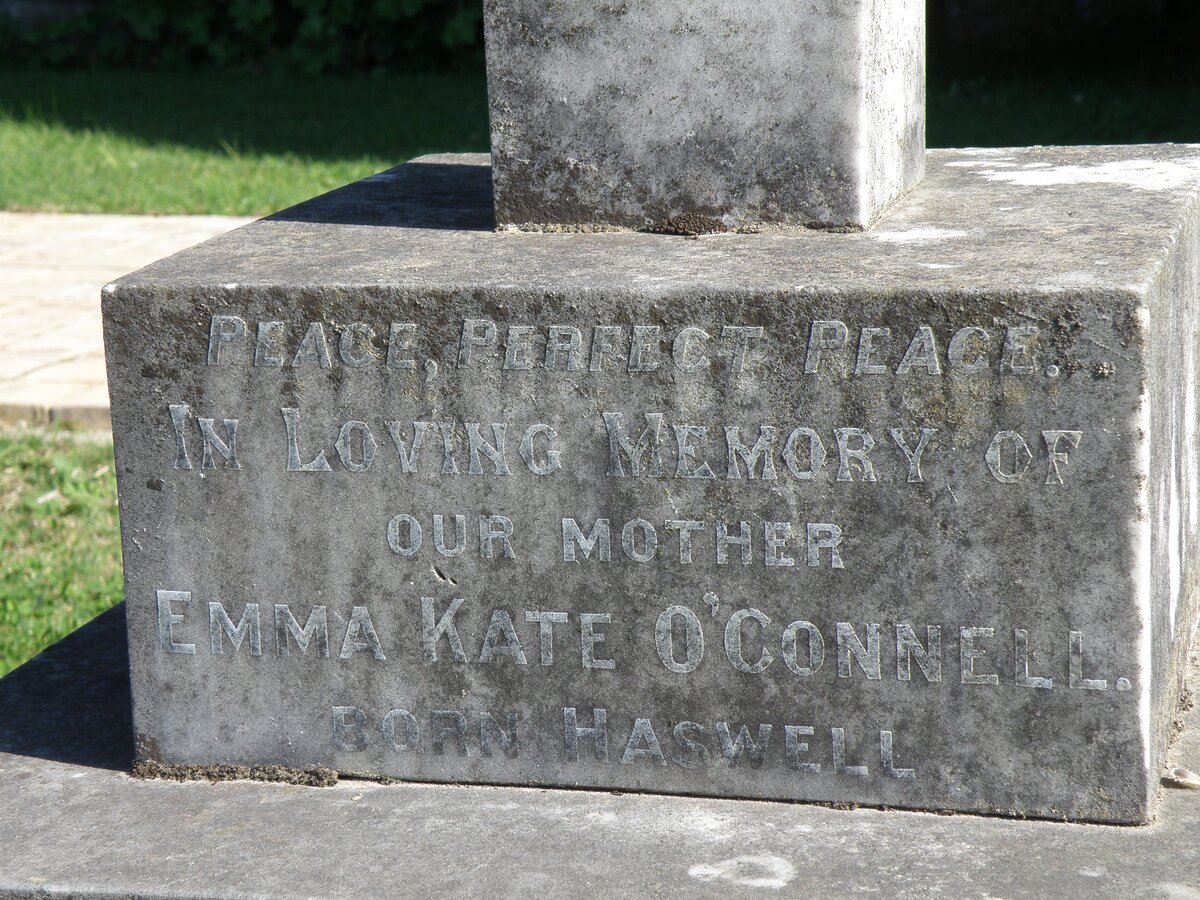 PEACE, PERFECT PEACE.
IN LOVING MEMORY OF
OUR MOTHER
EMMA KATE O'CONNELL.
BORN HASWELL